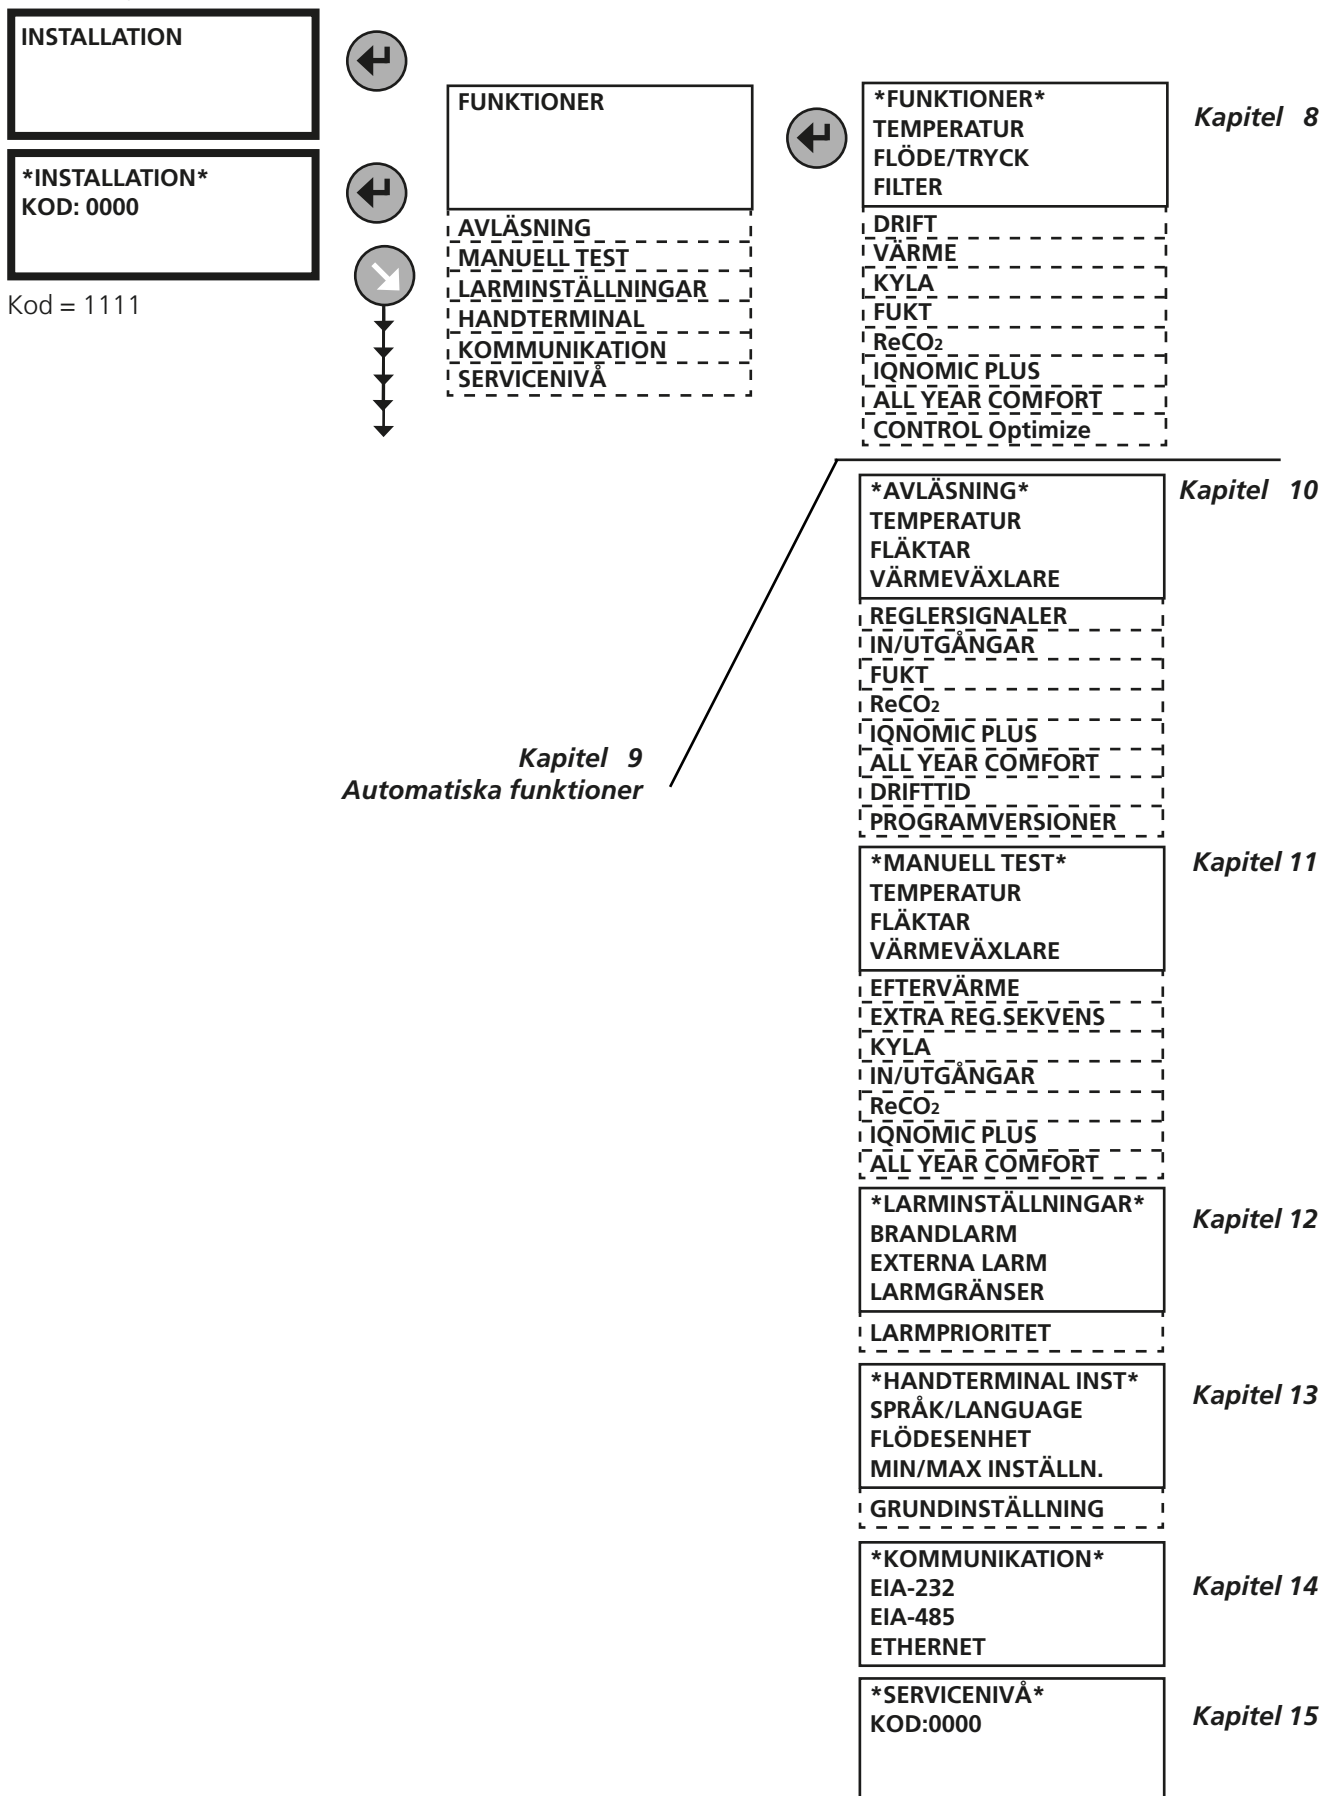 INSTALLATION
*INSTALLATION*
KOD: 0000
Kod = 1111
FUNKTIONER
AVLÄSNING
MANUELL TEST
LARMINSTÄLLNINGAR
HANDTERMINAL
KOMMUNIKATION
SERVICENIVÅ
*FUNKTIONER*
TEMPERATUR
FLÖDE/TRYCK
FILTER
DRIFT
VÄRME
KYLA
FUKT
ReCO2
IQNOMIC PLUS
ALL YEAR COMFORT
CONTROL Optimize
Kapitel 8
Kapitel 9
Automatiska funktioner
*AVLÄSNING*
TEMPERATUR
FLÄKTAR
VÄRMEVÄXLARE
REGLERSIGNALER
IN/UTGÅNGAR
FUKT
ReCO2
IQNOMIC PLUS
ALL YEAR COMFORT
DRIFTTID
PROGRAMVERSIONER
Kapitel 10
*MANUELL TEST*
TEMPERATUR
FLÄKTAR
VÄRMEVÄXLARE
EFTERVÄRME
EXTRA REG.SEKVENS
KYLA
IN/UTGÅNGAR
ReCO2
IQNOMIC PLUS
ALL YEAR COMFORT
Kapitel 11
*LARMINSTÄLLNINGAR*
BRANDLARM
EXTERNA LARM
LARMGRÄNSER
LARMPRIORITET
Kapitel 12
*HANDTERMINAL INST*
SPRÅK/LANGUAGE
FLÖDESENHET
MIN/MAX INSTÄLLN.
GRUNDINSTÄLLNING
Kapitel 13
*KOMMUNIKATION*
EIA-232
EIA-485
ETHERNET
Kapitel 14
*SERVICENIVÅ*
KOD:0000
Kapitel 15